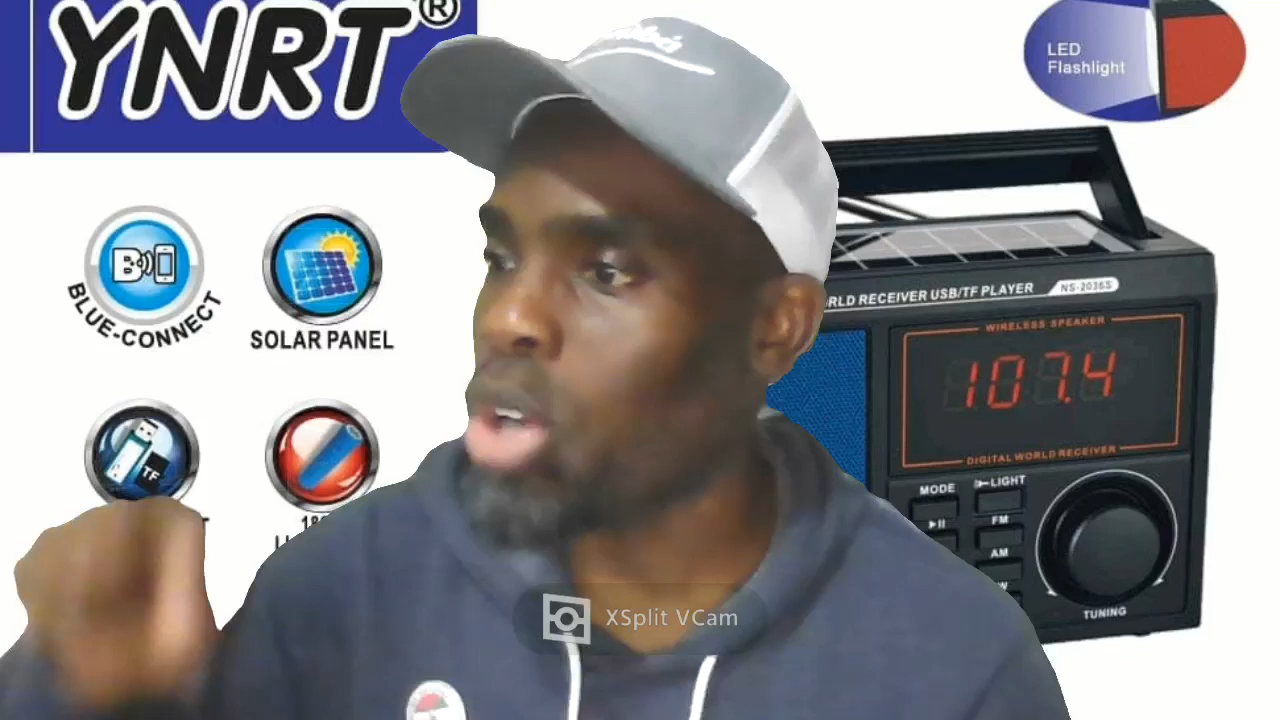 YNRT®
LED
Flashlight
BLUE-CONNECT
SOLAR PANEL
RECEIVER USB/TF PLAYER
NS-2036S
WIRELESS SPEAKER
107.4
DIGITAL WORLD RECEIVER
TF
MODE
LIGHT
FM
AM
TUNING
XSplit VCam